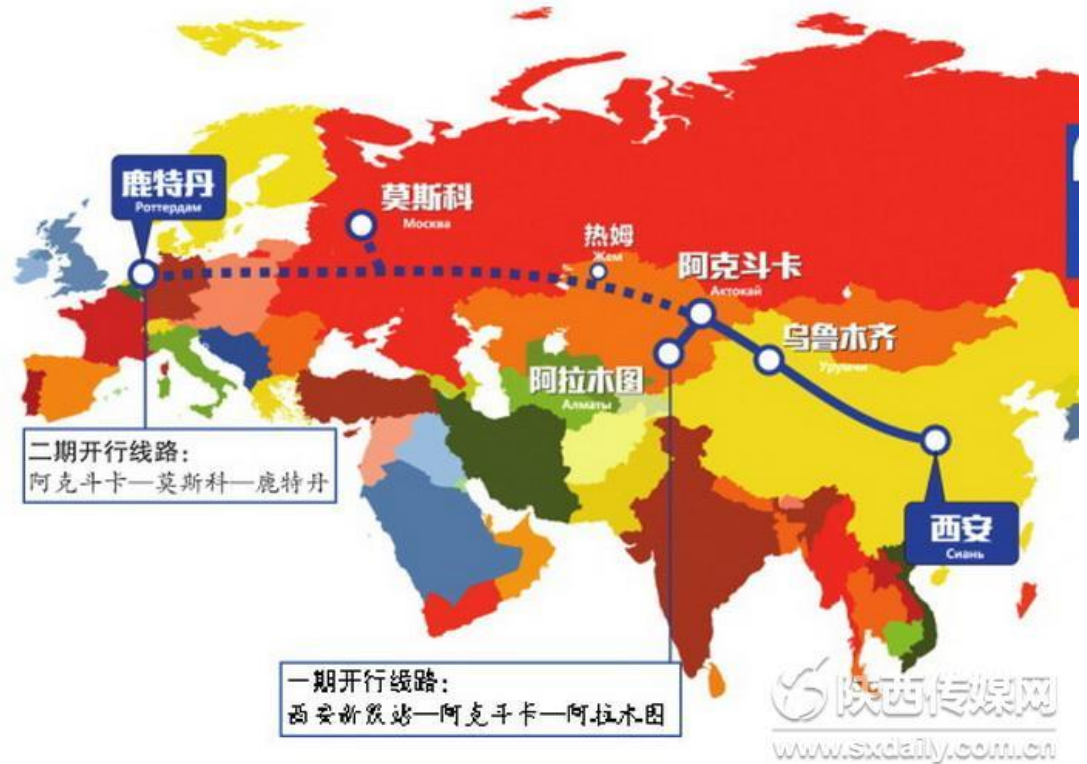 鹿特丹
Роттердам
莫斯科
Москва
热姆
Жем
阿克斗卡
Актокай
乌鲁木齐
Урумчи
阿拉木图
Алматы
二期开行线路：
阿克斗卡—莫斯科—鹿特丹
西安
Сиань
一期开行线路：
西安新筑站—阿克斗卡—阿拉木图
陕西传媒网
www.sxdaily.com.cn